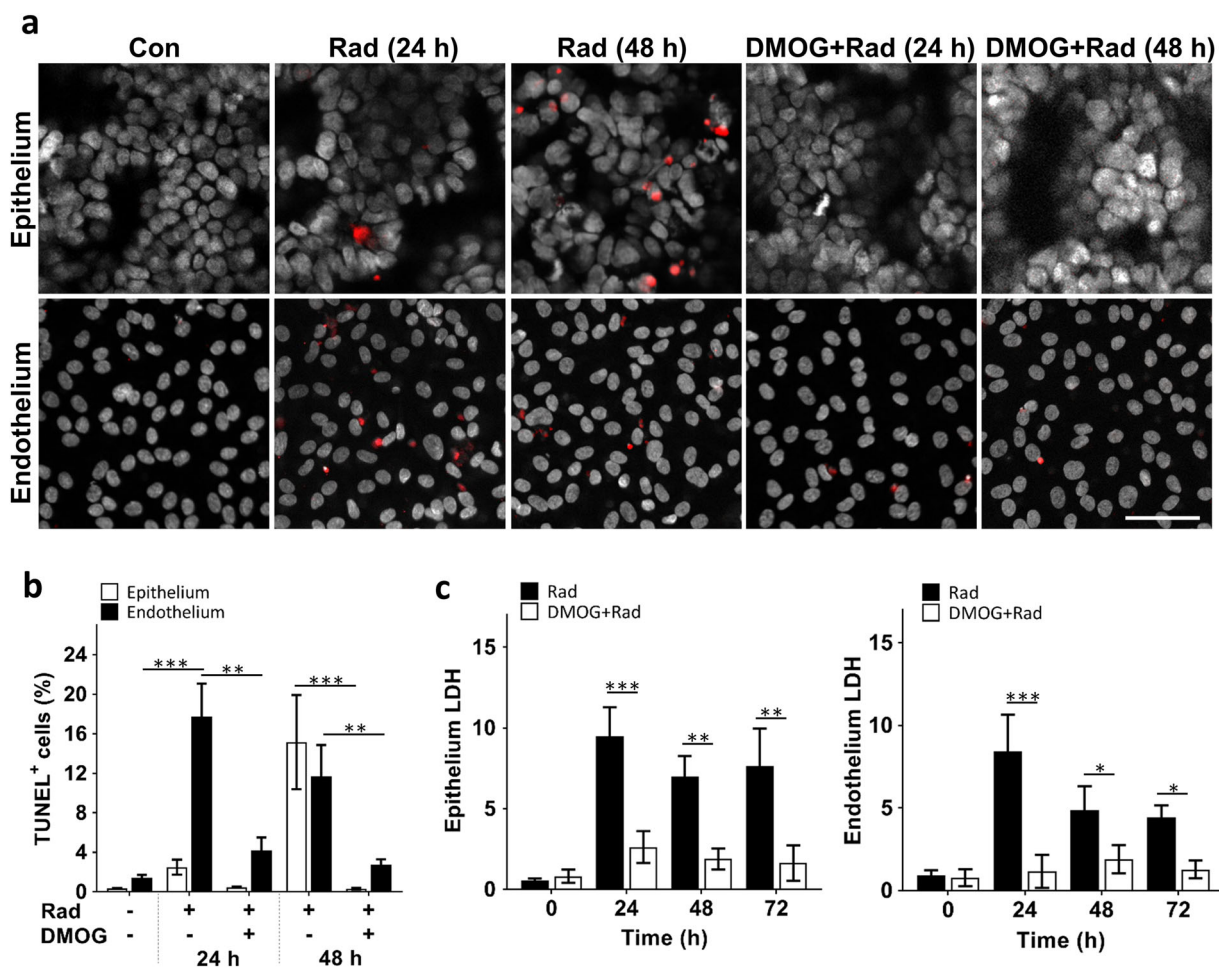 a
Con
Rad (24 h)
Rad (48 h)
DMOG+Rad (24 h)
DMOG+Rad (48 h)
Epithelium
Endothelium
b
Epithelium
Endothelium
TUNEL+ cells (%)
24
20
16
12
8
4
0
***
**
***
**
Rad - + + + +
DMOG - - + - +
24 h
48 h
c
Rad
DMOG+Rad
Epithelium LDH
15
10
5
0
***
**
**
0 24 48 72
Time (h)
Rad
DMOG+Rad
Endothelium LDH
15
10
5
0
***
*
*
0 24 48 72
Time (h)